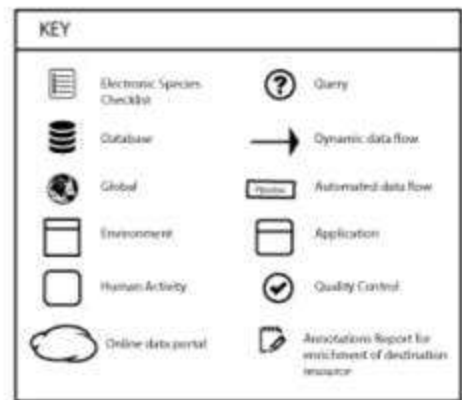 KEY
Electronic Species
Checklist
Query
Database
Dynamic data flow
Global
Automated data flow
Environment
Application
Human Activity
Quality Control
Online data portal
Annotations Report for
enrichment of destination
resource